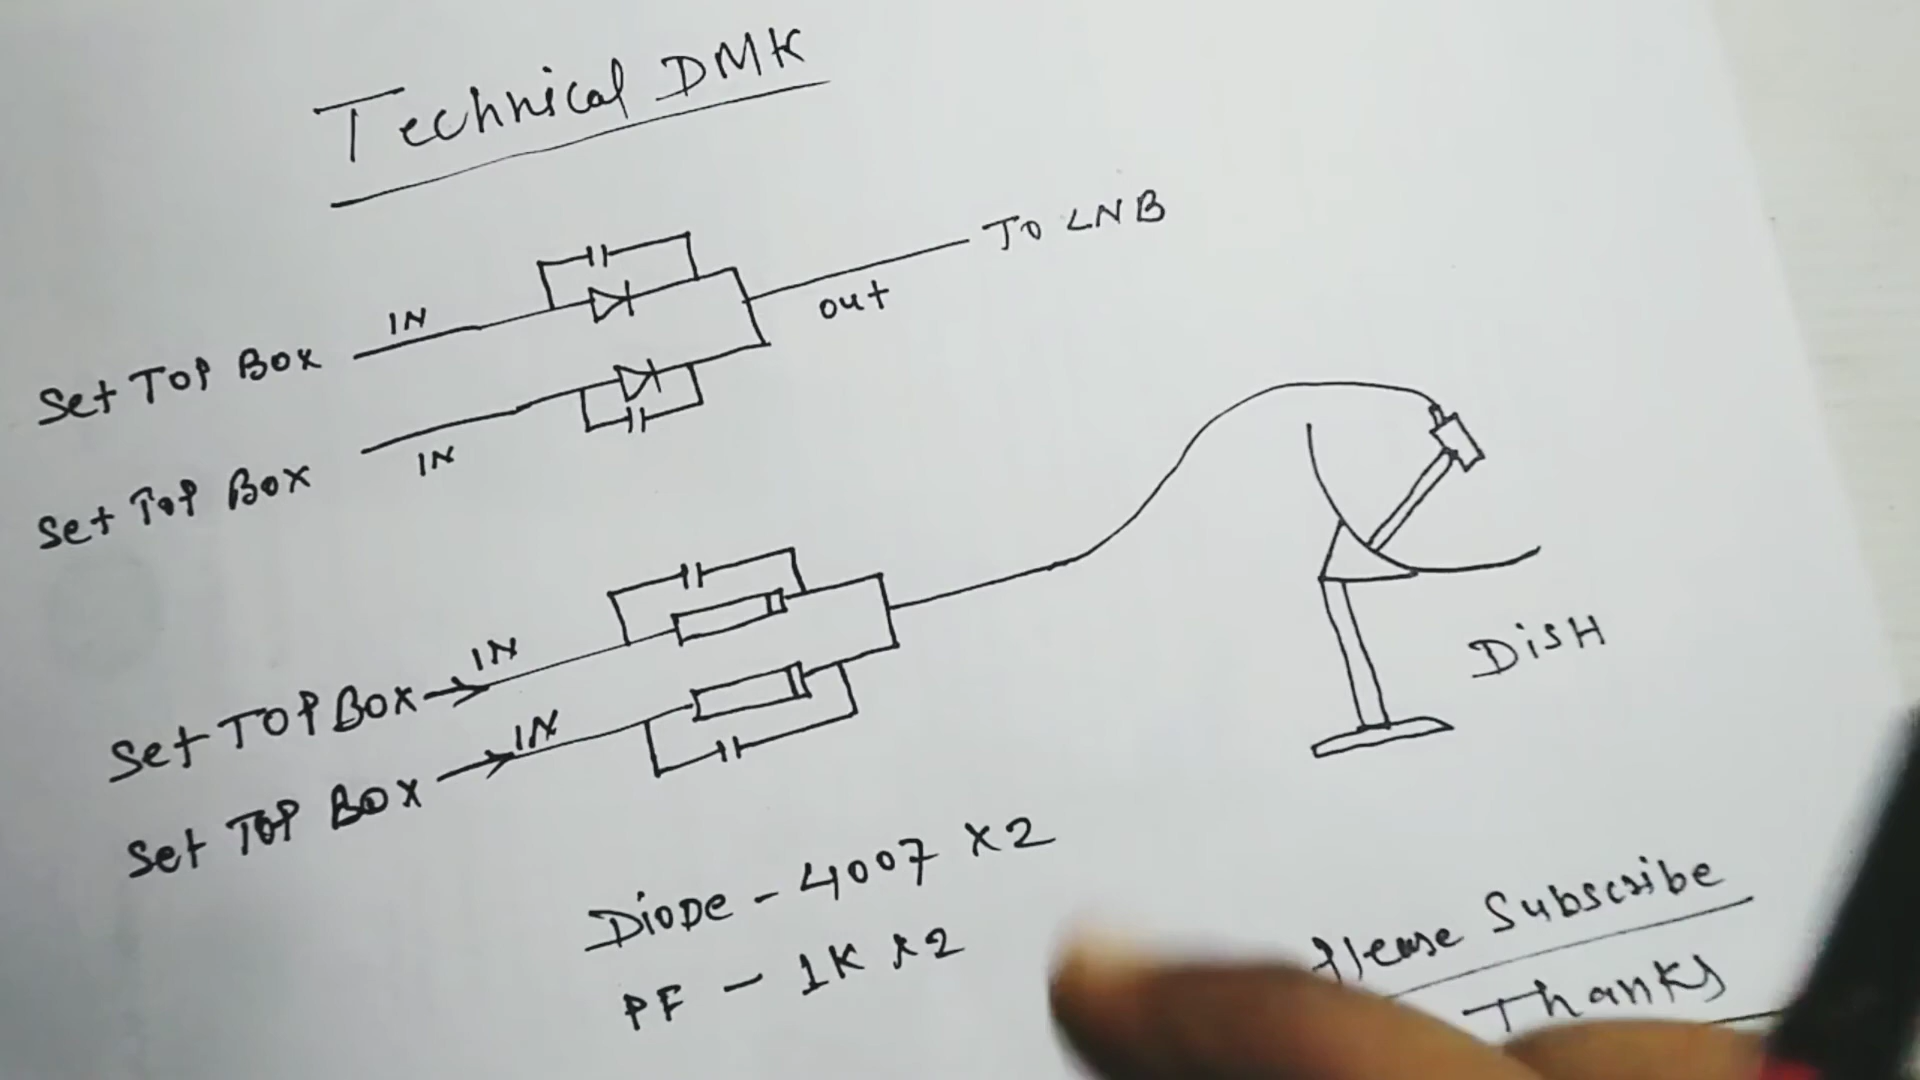 Technical DMK
To LNB
IN
out
Set Top Box
IN
Set Top Box
IN
Set TOP BOX
IN
Set TOP BOX
DiSH
Diode - 4007 x2
PF - 1K x2
Please Subscribe
Thanks